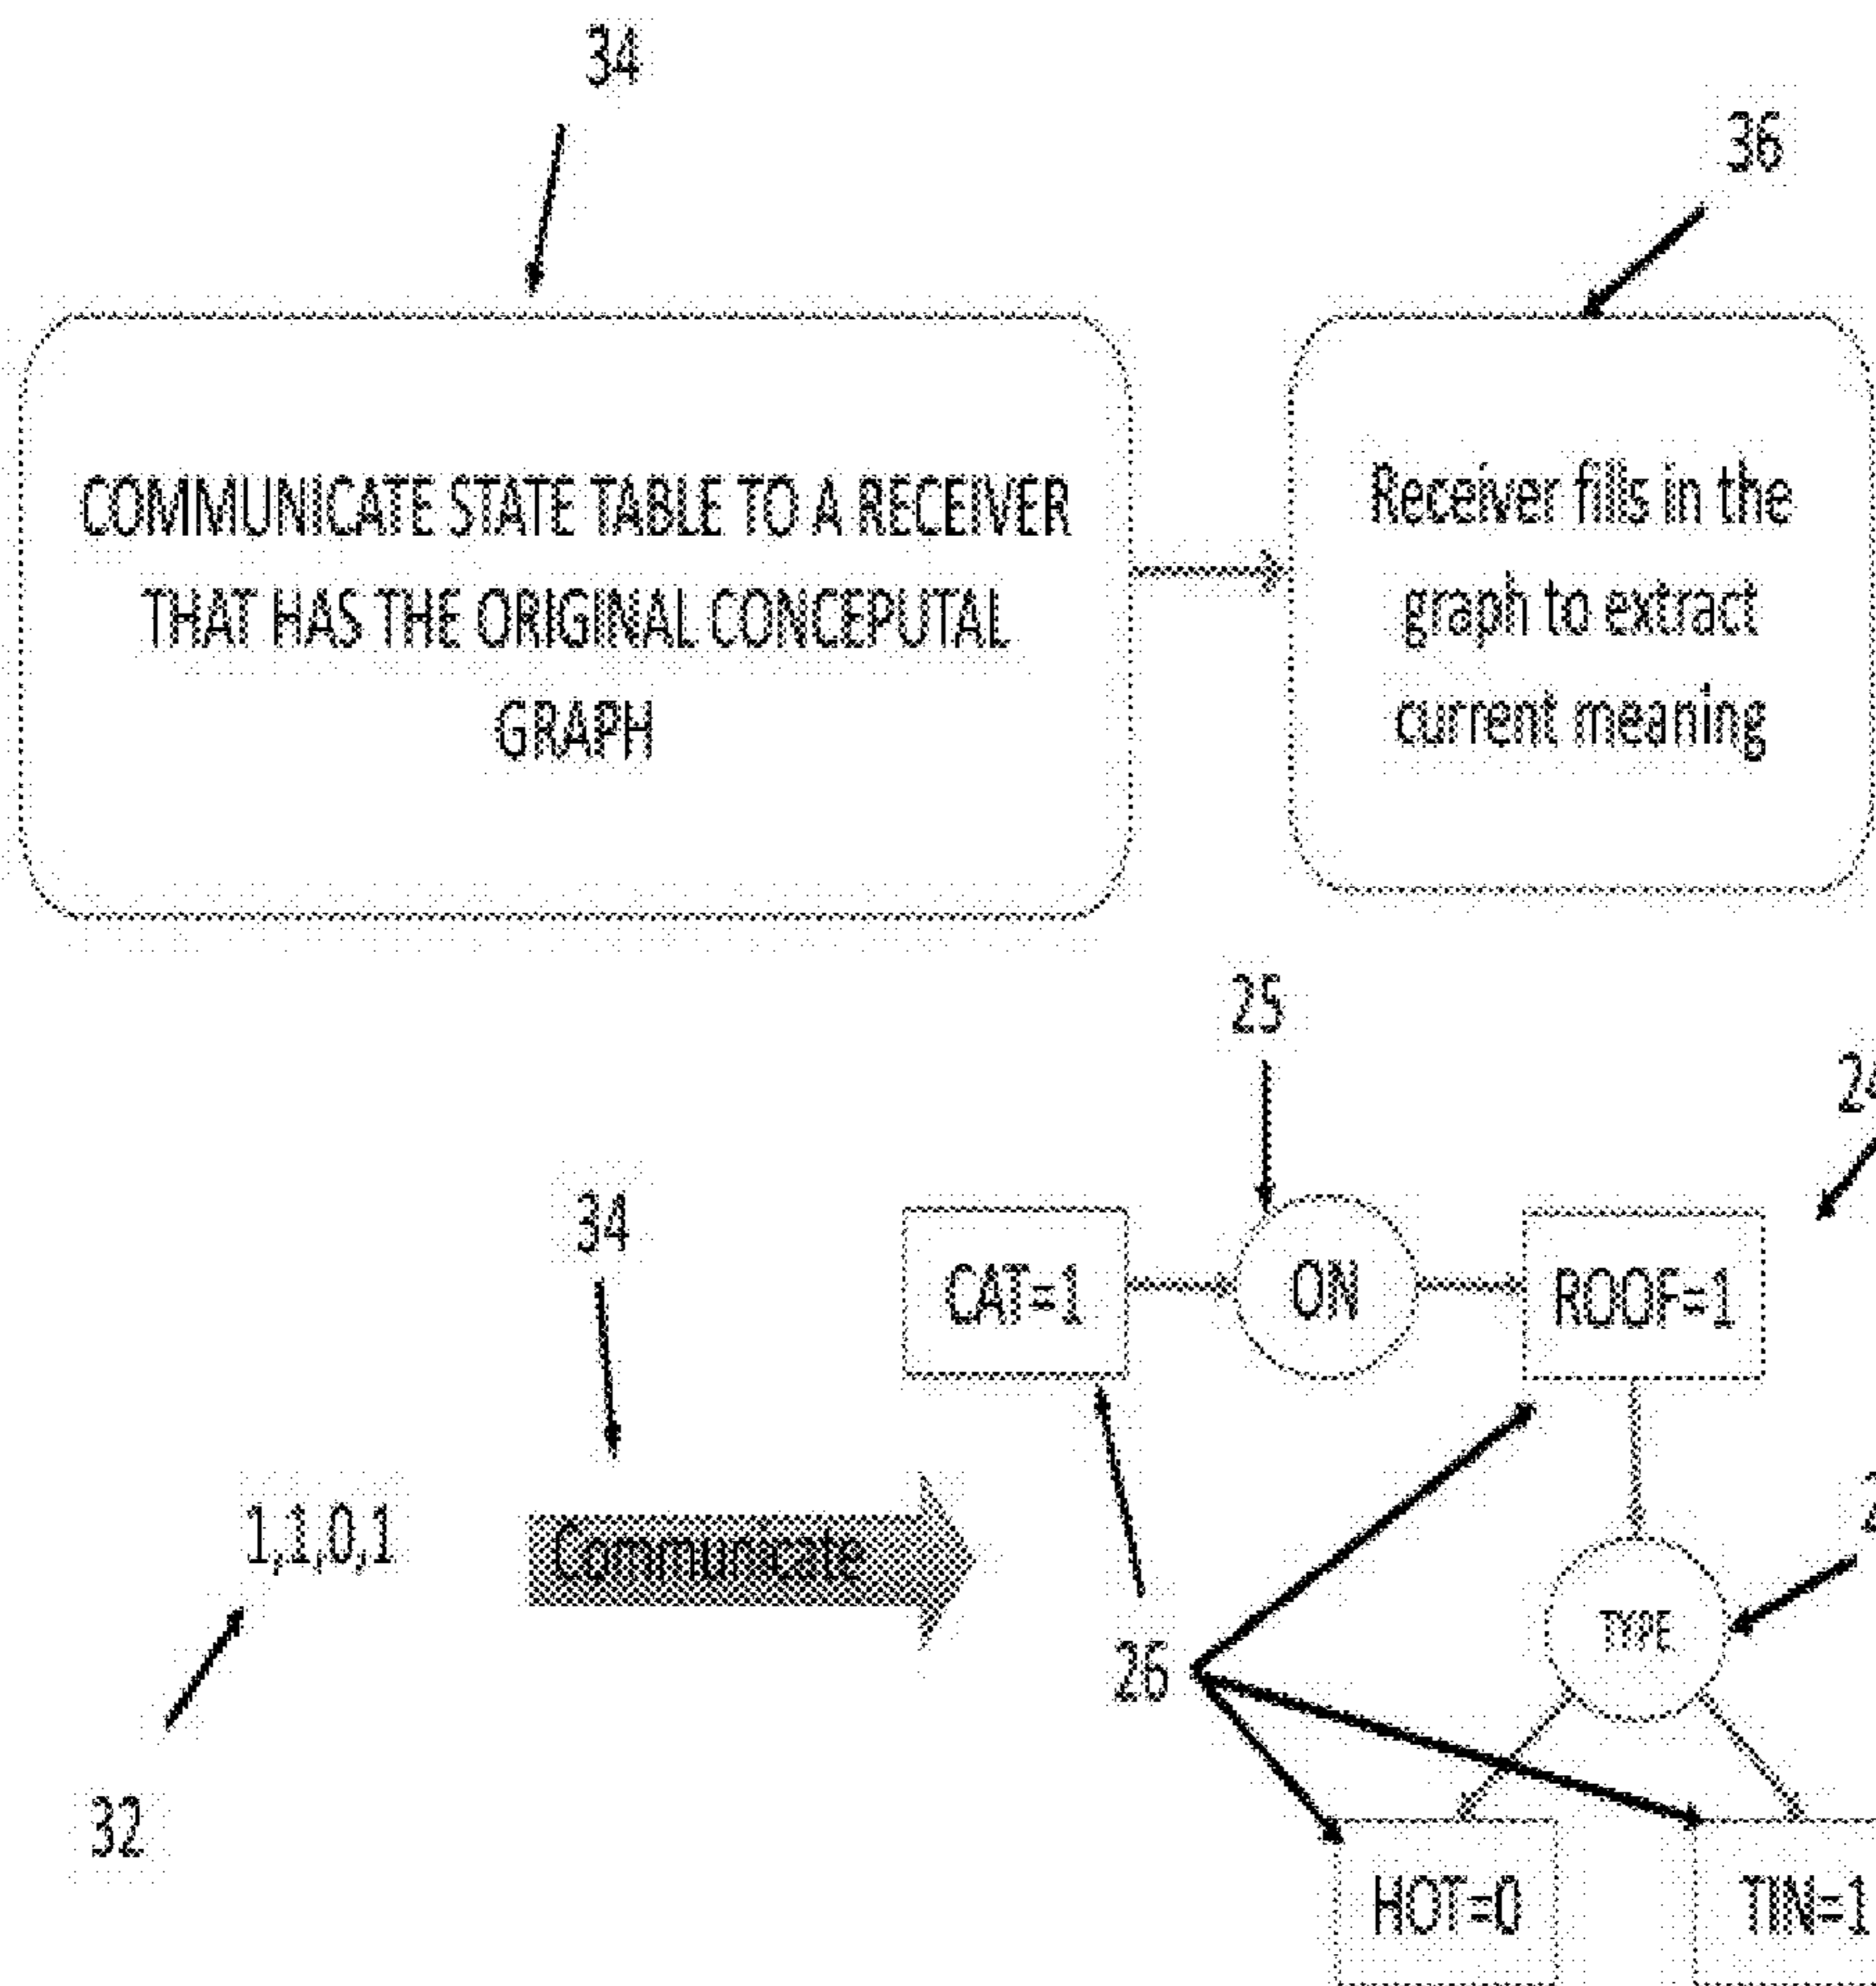 34
36
COMMUNICATE STATE TABLE TO A RECEIVER
THAT HAS THE ORIGINAL CONCEPUTAL
GRAPH
Receiver fills in the
graph to extract
current meaning
25
34
CAT=1
ON
ROOF=1
1,1,0,1
Communicate
TYPE
26
32
HOT=0
TIN=1